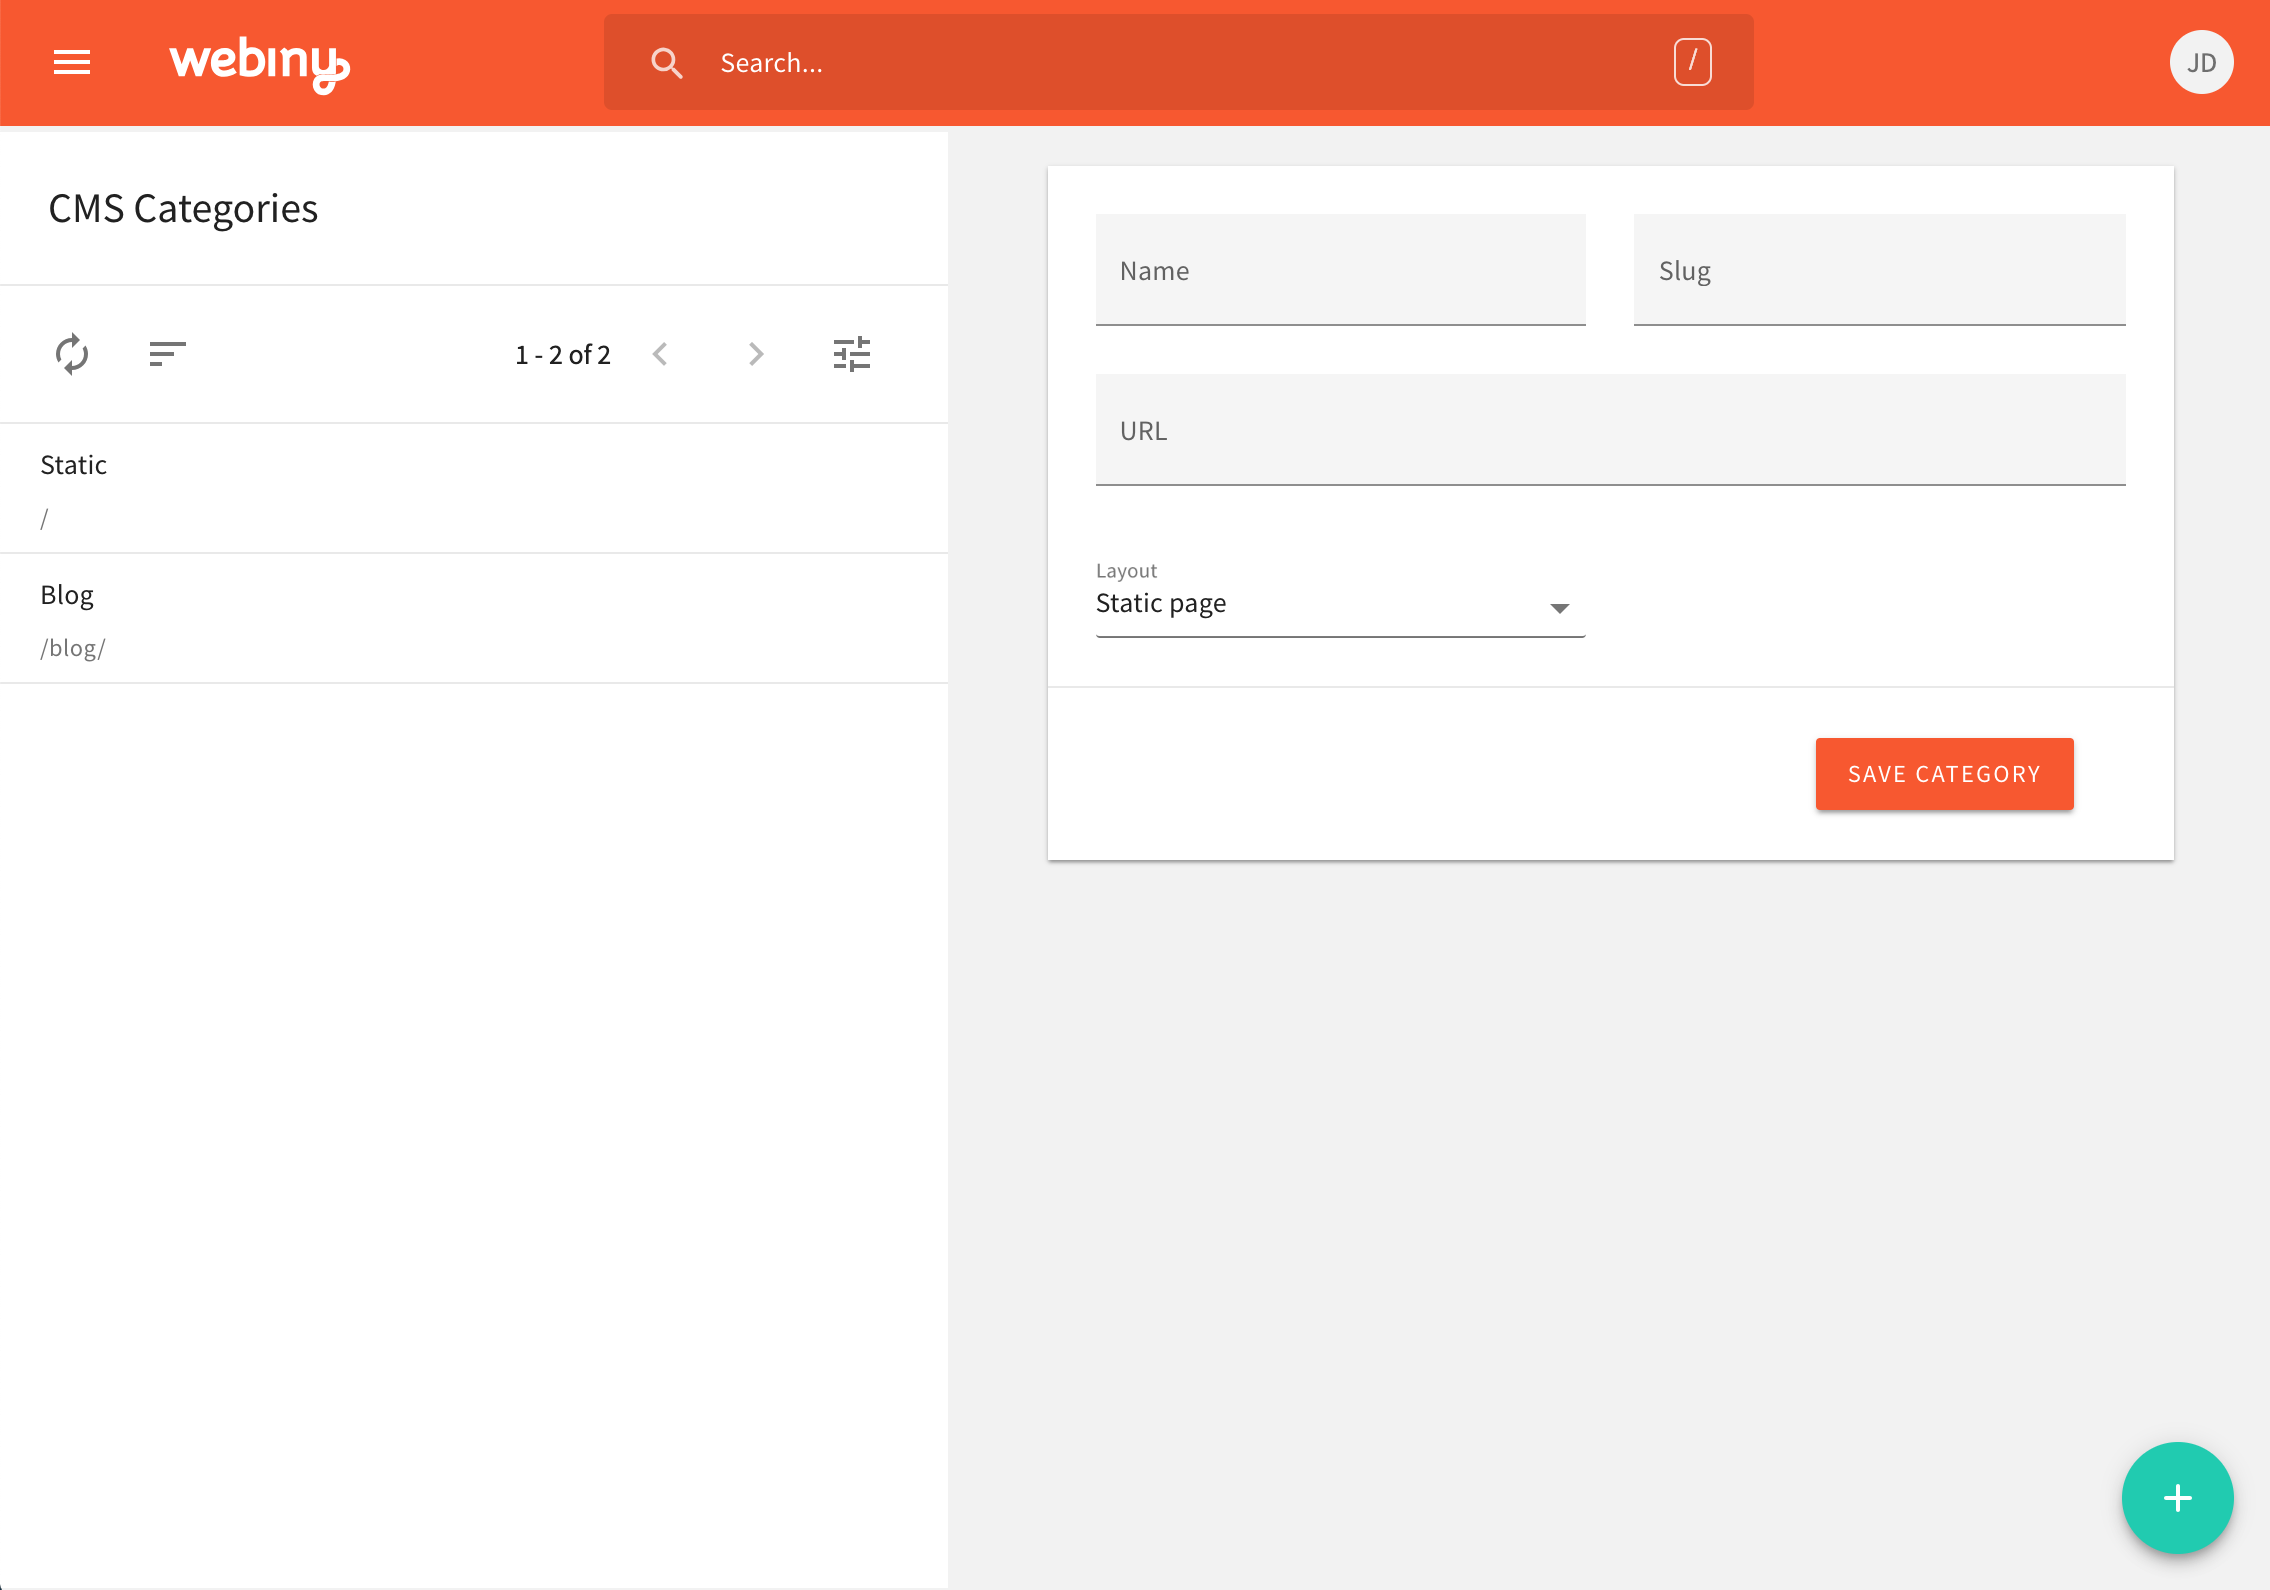 webiny
Search...
/
JD
CMS Categories
1 - 2 of 2
Static
/
Blog
/blog/
Name
Slug
URL
Layout
Static page
SAVE CATEGORY